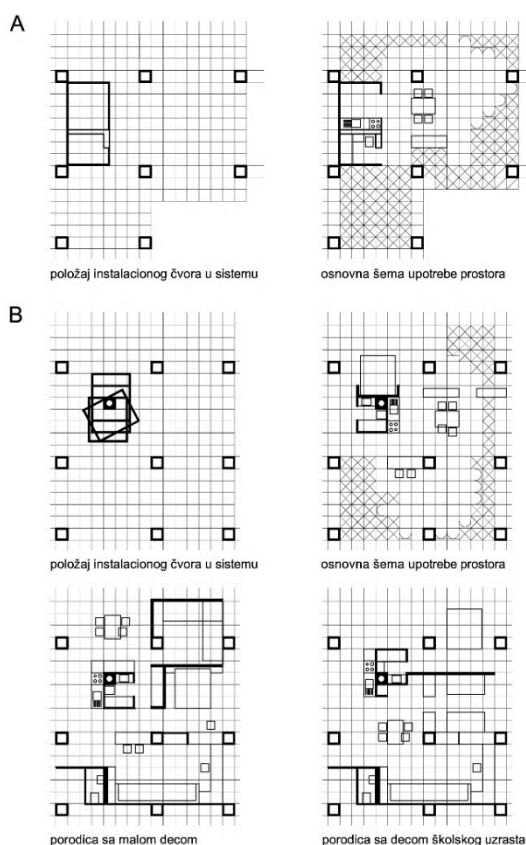 A
položaj instalacionog čvora u sistemu
osnovna šema upotrebe prostora
B
položaj instalacionog čvora u sistemu
osnovna šema upotrebe prostora
porodica sa malom decom
porodica sa decom školskog uzrasta